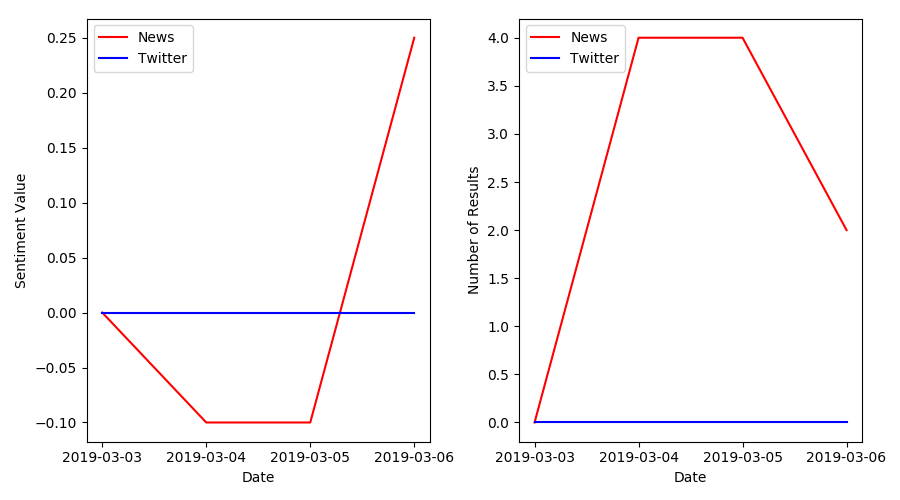 News
Twitter
Sentiment Value
0.25
0.20
0.15
0.10
0.05
0.00
−0.05
−0.10
2019-03-03 2019-03-04 2019-03-05 2019-03-06
Date
News
Twitter
Number of Results
4.0
3.5
3.0
2.5
2.0
1.5
1.0
0.5
0.0
2019-03-03 2019-03-04 2019-03-05 2019-03-06
Date